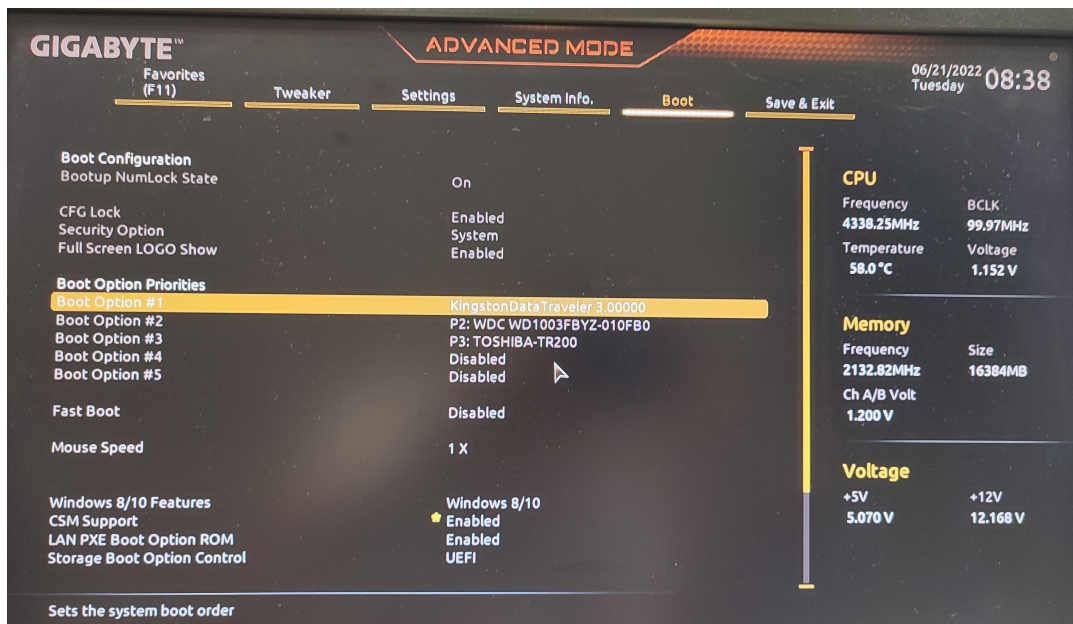 GIGABYTE™
ADVANCED MODE
06/21/2022
Tuesday
08:38
Favorites
(F11)
Tweaker
Settings
System Info.
Boot
Save & Exit
Boot Configuration
Bootup NumLock State On
CFG Lock Enabled
Security Option System
Full Screen LOGO Show Enabled
Boot Option Priorities
Boot Option #1 KingstonDataTraveler 3.00000
Boot Option #2 P2: WDC WD1003FBYZ-010FB0
Boot Option #3 P3: TOSHIBA-TR200
Boot Option #4 Disabled
Boot Option #5 Disabled
Fast Boot Disabled
Mouse Speed 1 X
Windows 8/10 Features Windows 8/10
CSM Support Enabled
LAN PXE Boot Option ROM Enabled
Storage Boot Option Control UEFI
Sets the system boot order
CPU
Frequency BCLK
4338.25MHz 99.97MHz
Temperature Voltage
58.0°C 1.152 V
Memory
Frequency Size
2132.82MHz 16384MB
Ch A/B Volt
1.200 V
Voltage
+5V +12V
5.070 V 12.168 V